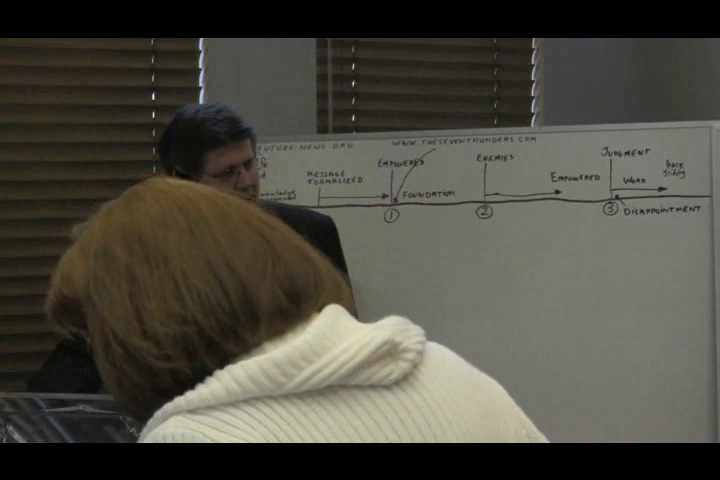 FUTURE-NEWS.ORG
WWW.THESEVENTHUNDERS.COM
MESSAGE
FORMALIZED
EMPOWERED
FOUNDATION
ENEMIES
EMPOWERED
JUDGMENT
WORK
BACK
SLIDING
DISAPPOINTMENT
1
2
3